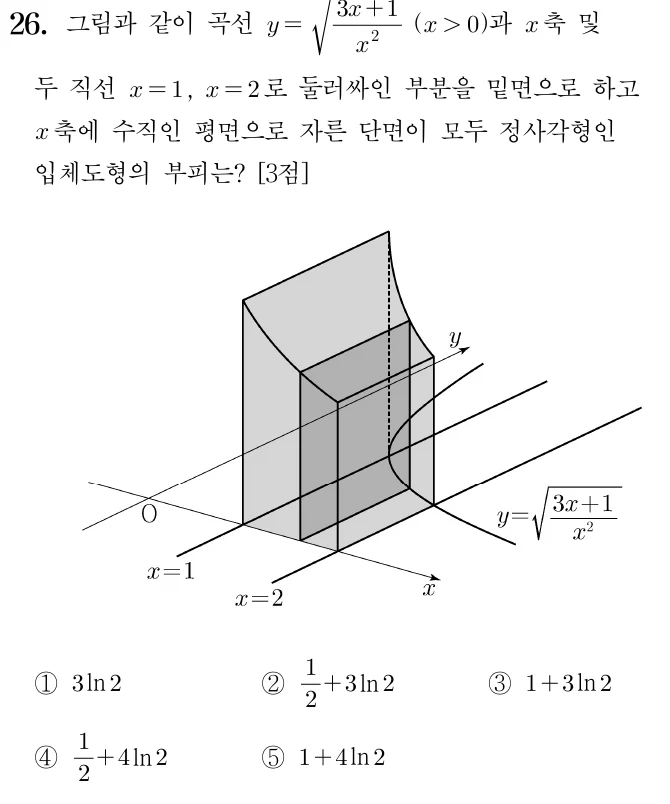 26. 그림과 같이 곡선 y=√((3x+1)/x²) (x>0)과 x축 및
두 직선 x=1, x=2로 둘러싸인 부분을 밑면으로 하고
x축에 수직인 평면으로 자른 단면이 모두 정사각형인
입체도형의 부피는? [3점]
y
O
y=√((3x+1)/x²)
x=1
x=2
x
① 3ln2
② 1/2+3ln2
③ 1+3ln2
④ 1/2+4ln2
⑤ 1+4ln2